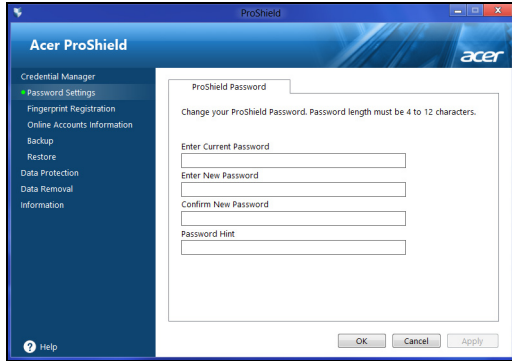 ProShield
Acer ProShield
acer
Credential Manager
Password Settings
Fingerprint Registration
Online Accounts Information
Backup
Restore
Data Protection
Data Removal
Information
Help
ProShield Password
Change your ProShield Password. Password length must be 4 to 12 characters.
Enter Current Password
Enter New Password
Confirm New Password
Password Hint
OK
Cancel
Apply